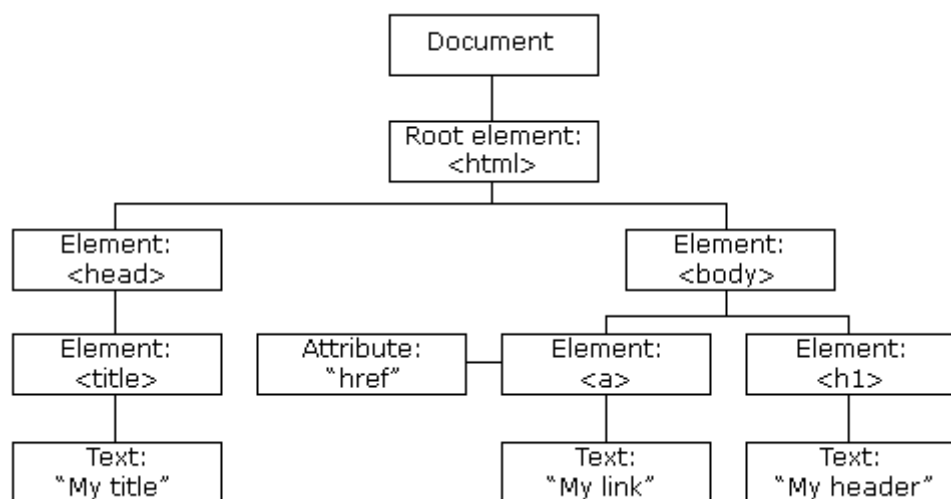 Document
Root element:
<html>
Element:
<head>
Element:
<body>
Element:
<title>
Attribute:
“href”
Element:
<a>
Element:
<h1>
Text:
“My title”
Text:
“My link”
Text:
“My header”